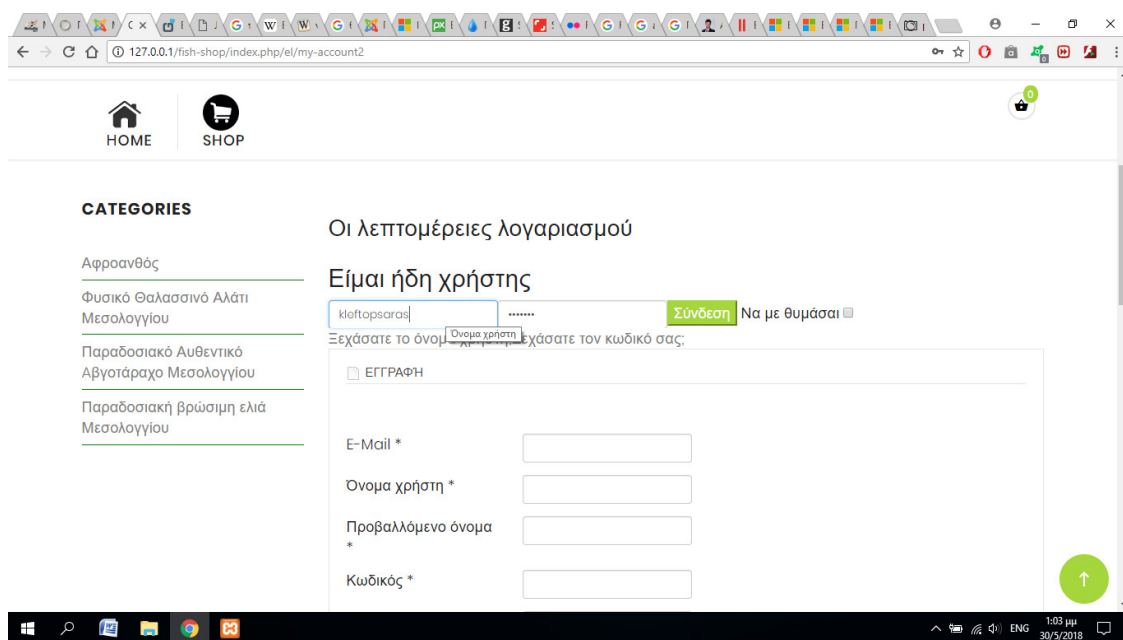 127.0.0.1/fish-shop/index.php/el/my-account2
0
HOME
SHOP
CATEGORIES
Αφροανθός
Φυσικό Θαλασσινό Αλάτι
Μεσολογγίου
Παραδοσιακό Αυθεντικό
Αβγοτάραχο Μεσολογγίου
Παραδοσιακή βρώσιμη ελιά
Μεσολογγίου
Οι λεπτομέρειες λογαριασμού
Είμαι ήδη χρήστης
kleftopsaras ••••••• Σύνδεση Να με θυμάσαι
Όνομα χρήστη
Ξεχάσατε το τον κωδικό σας;
ΕΓΓΡΑΦΉ
E-Mail *
Όνομα χρήστη *
Προβαλλόμενο όνομα
*
Κωδικός *
ENG
1:03 μμ
30/5/2018